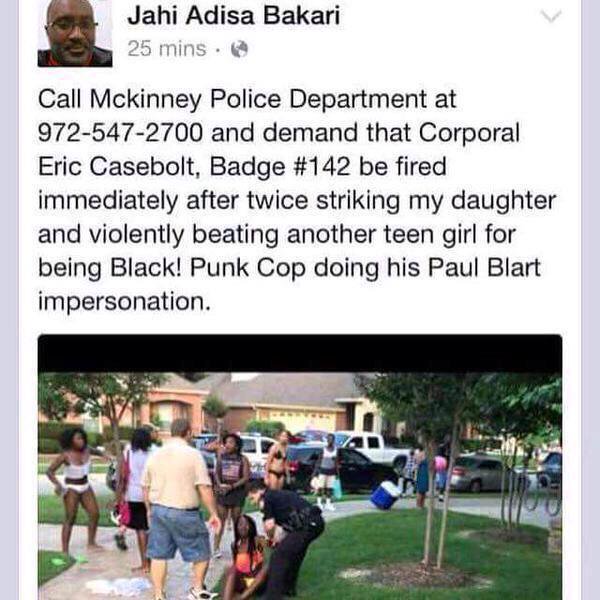 Jahi Adisa Bakari
25 mins ·
Call Mckinney Police Department at
972-547-2700 and demand that Corporal
Eric Casebolt, Badge #142 be fired
immediately after twice striking my daughter
and violently beating another teen girl for
being Black! Punk Cop doing his Paul Blart
impersonation.